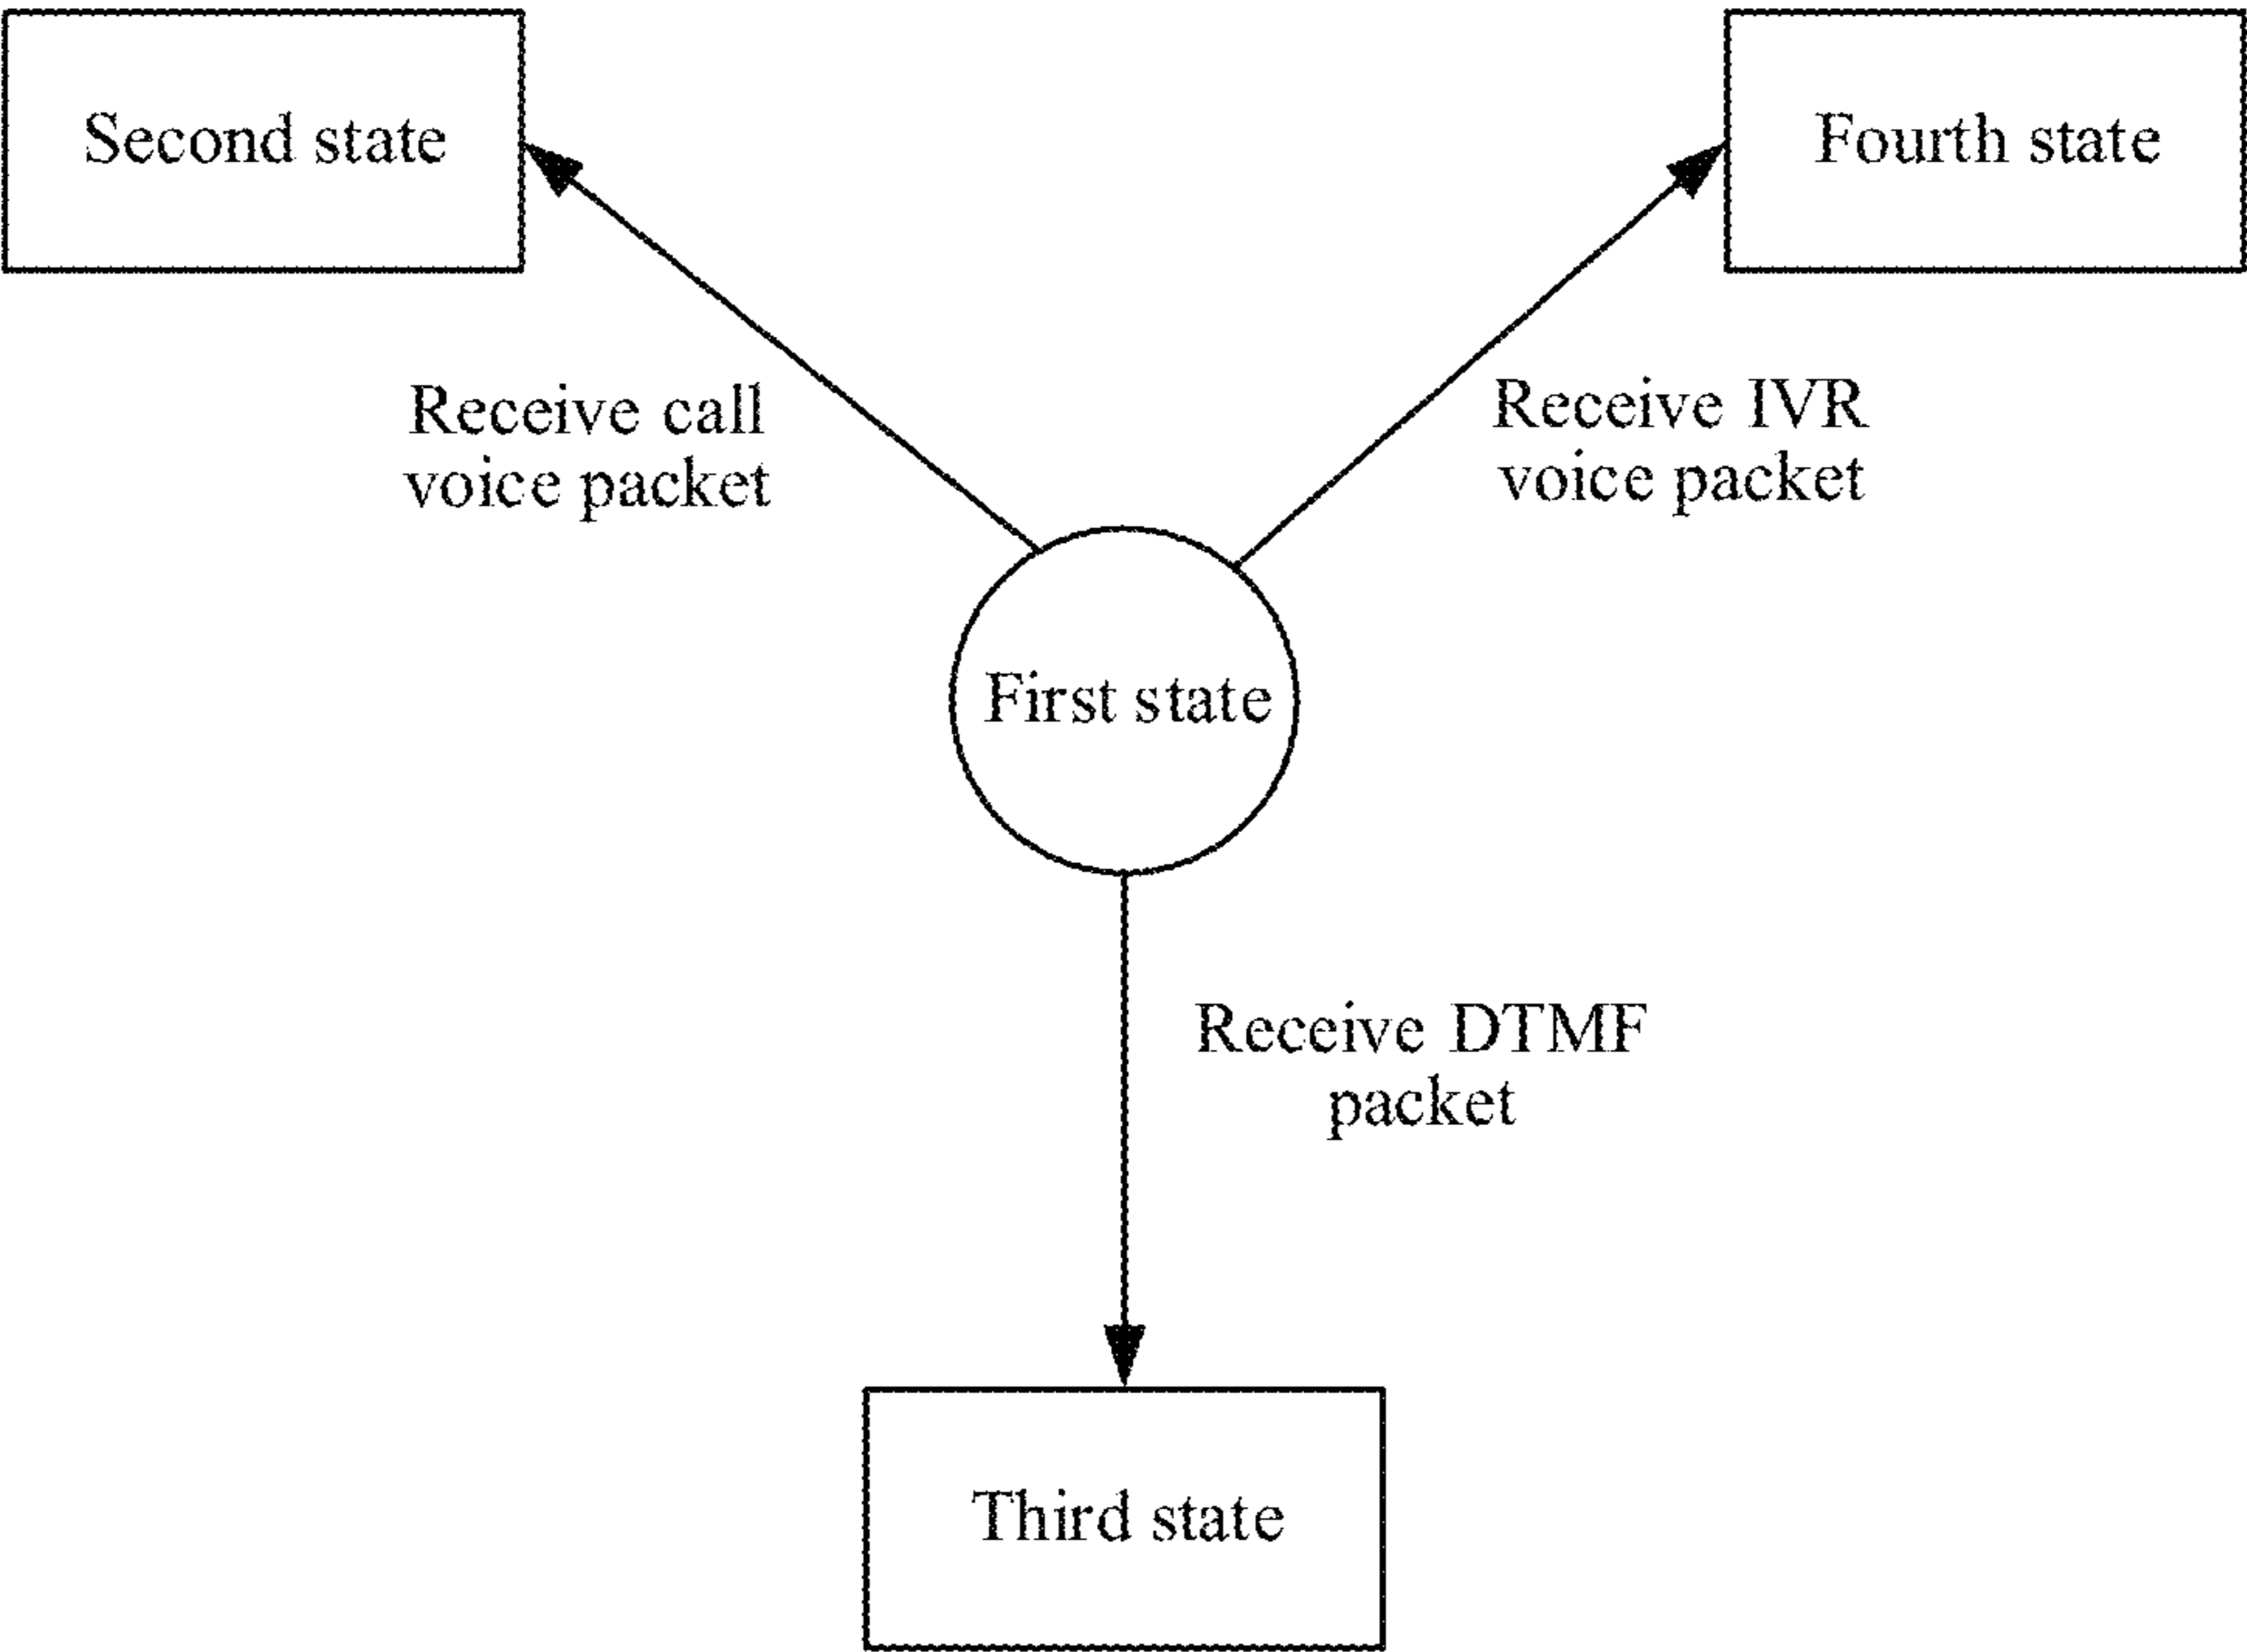 Second state
Fourth state
Receive call
voice packet
Receive IVR
voice packet
First state
Receive DTMF
packet
Third state